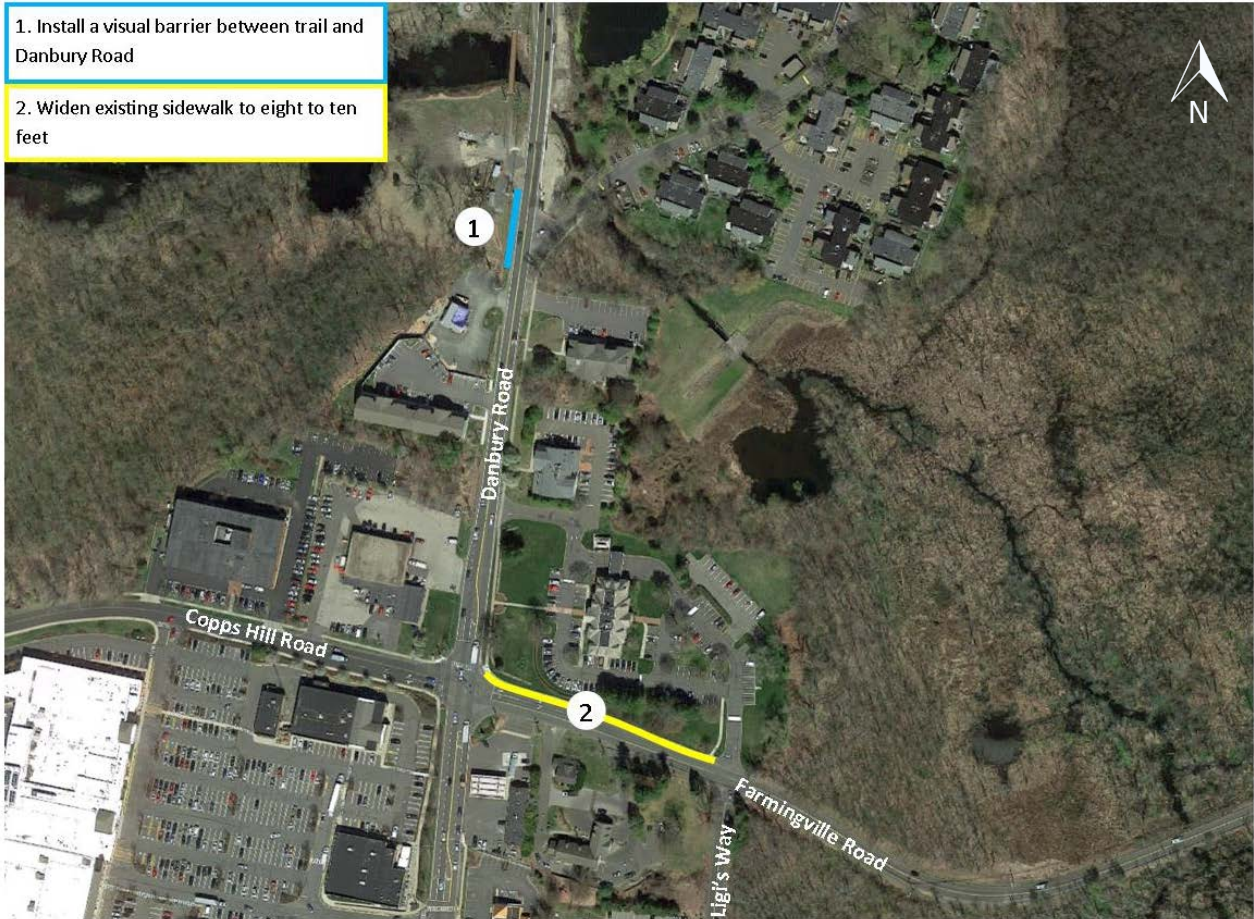 1. Install a visual barrier between trail and
Danbury Road
2. Widen existing sidewalk to eight to ten
feet
N
1
Danbury Road
Copps Hill Road
2
Farmingville Road
Ligi's Way